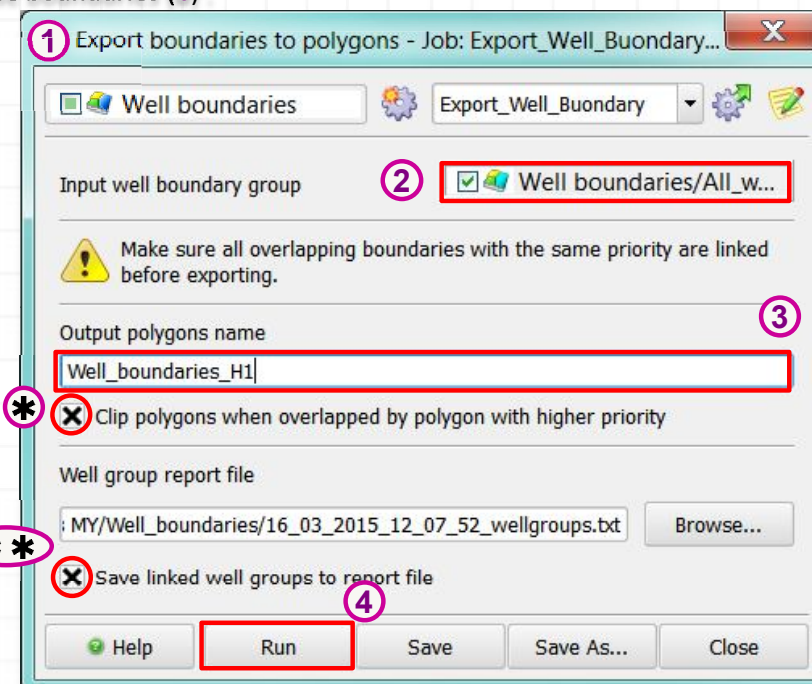 1 Export boundaries to polygons - Job: Export_Well_Buondary... X
Well boundaries Export_Well_Buondary
Input well boundary group 2 Well boundaries/All_w...
Make sure all overlapping boundaries with the same priority are linked
before exporting.
3
Output polygons name
Well_boundaries_H1
* Clip polygons when overlapped by polygon with higher priority
Well group report file
MY/Well_boundaries/16_03_2015_12_07_52_wellgroups.txt Browse...
*
Save linked well groups to report file
4
Help Run Save Save As... Close